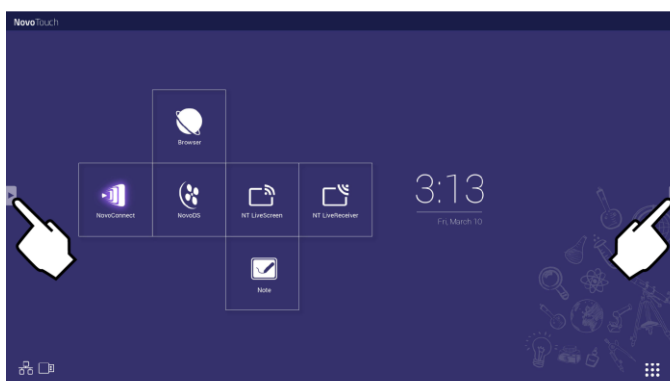 NovoTouch
Browser
NovoConnect
NovoDS
NT LiveScreen
NT LiveReceiver
3:13
Fri, March 10
Note